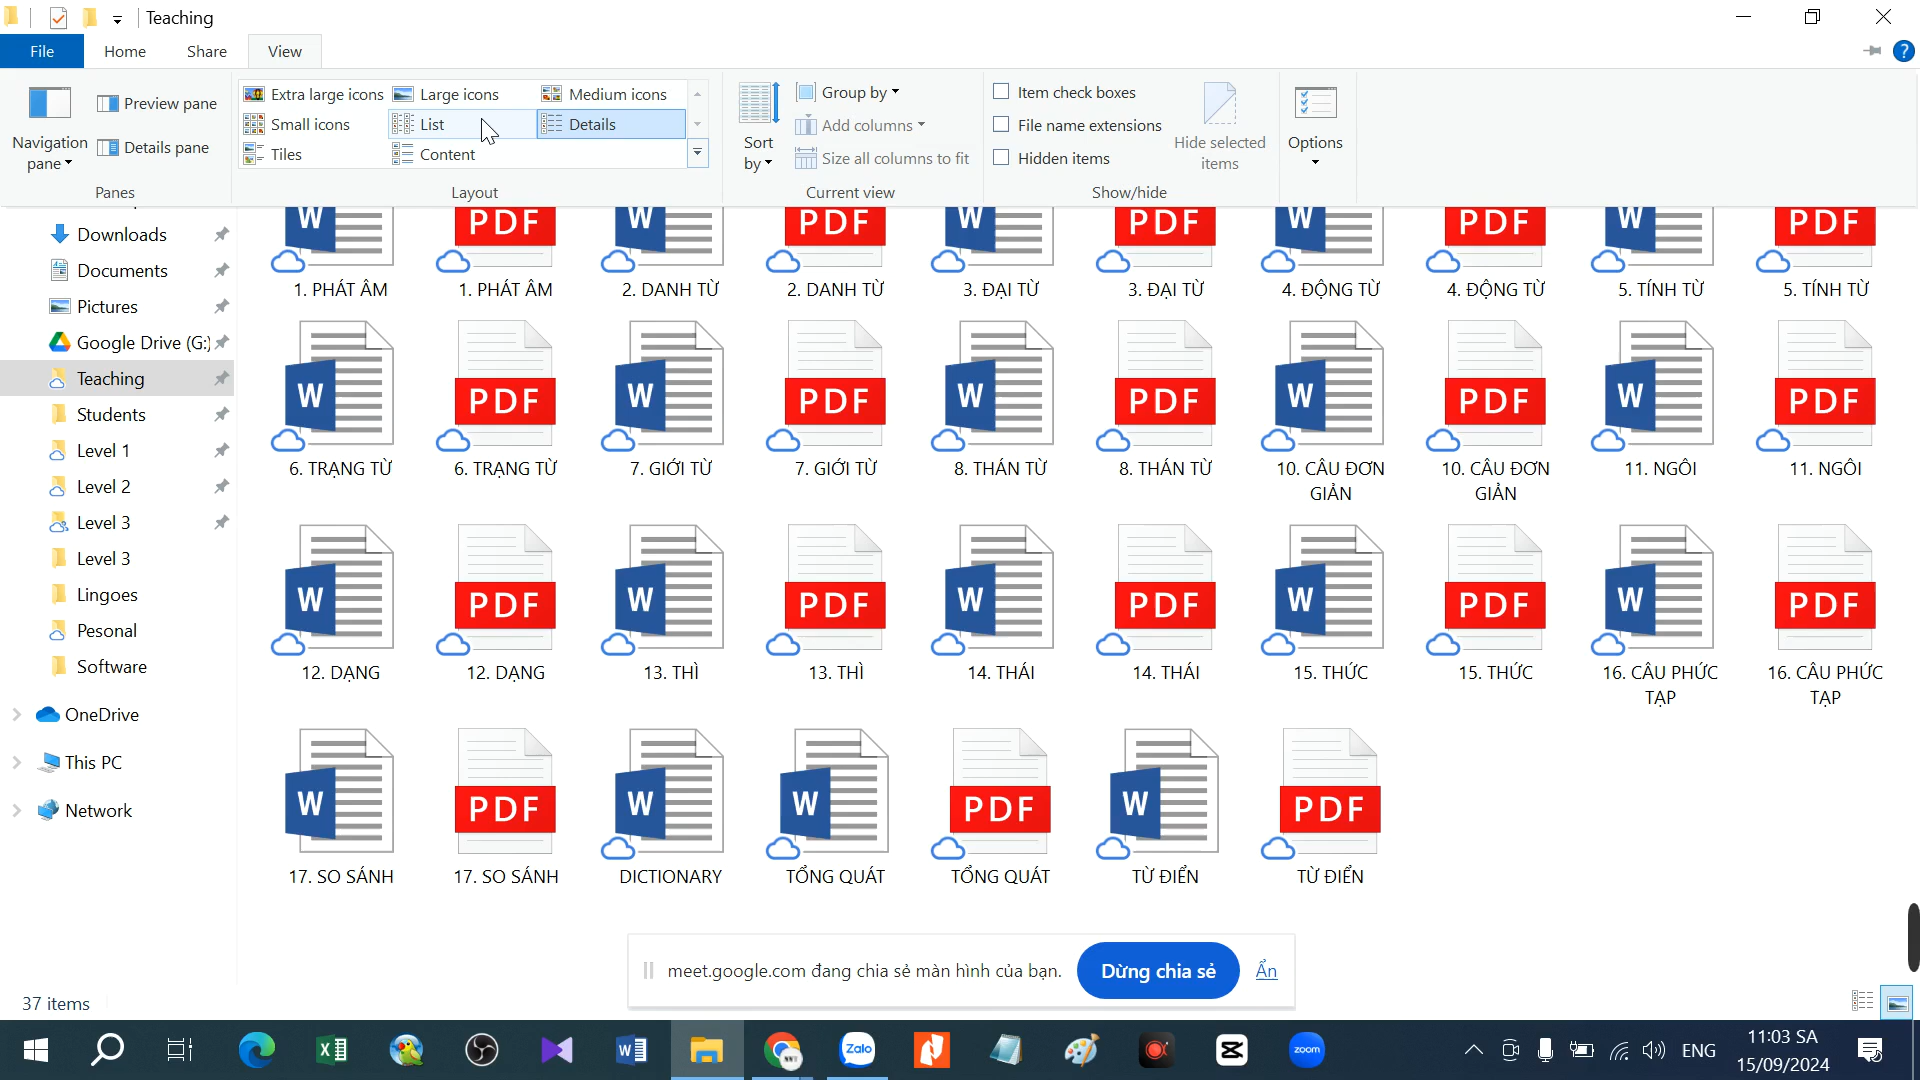 Teaching
File Home Share View
Navigation pane
Preview pane
Details pane
Panes
Extra large icons Large icons Medium icons
Small icons List Details
Tiles Content
Layout
Sort by
Group by
Add columns
Size all columns to fit
Current view
Item check boxes
File name extensions
Hidden items
Hide selected items
Show/hide
Options
Downloads
Documents
Pictures
Google Drive (G:)
Teaching
Students
Level 1
Level 2
Level 3
Level 3
Lingoes
Pesonal
Software
OneDrive
This PC
Network
W PDF W PDF W PDF W PDF W PDF
1. PHÁT ÂM 1. PHÁT ÂM 2. DANH TỪ 2. DANH TỪ 3. ĐẠI TỪ 3. ĐẠI TỪ 4. ĐỘNG TỪ 4. ĐỘNG TỪ 5. TÍNH TỪ 5. TÍNH TỪ
W PDF W PDF W PDF W PDF W PDF
6. TRẠNG TỪ 6. TRẠNG TỪ 7. GIỚI TỪ 7. GIỚI TỪ 8. THÁN TỪ 8. THÁN TỪ 10. CÂU ĐƠN GIẢN 10. CÂU ĐƠN GIẢN 11. NGÔI 11. NGÔI
W PDF W PDF W PDF W PDF W PDF
12. DẠNG 12. DẠNG 13. THÌ 13. THÌ 14. THÁI 14. THÁI 15. THỨC 15. THỨC 16. CÂU PHỨC TẠP 16. CÂU PHỨC TẠP
W PDF W W PDF W PDF
17. SO SÁNH 17. SO SÁNH DICTIONARY TỔNG QUÁT TỔNG QUÁT TỪ ĐIỂN TỪ ĐIỂN
meet.google.com đang chia sẻ màn hình của bạn. Dừng chia sẻ Ẩn
37 items
Zalo zoom ENG
11:03 SA
15/09/2024